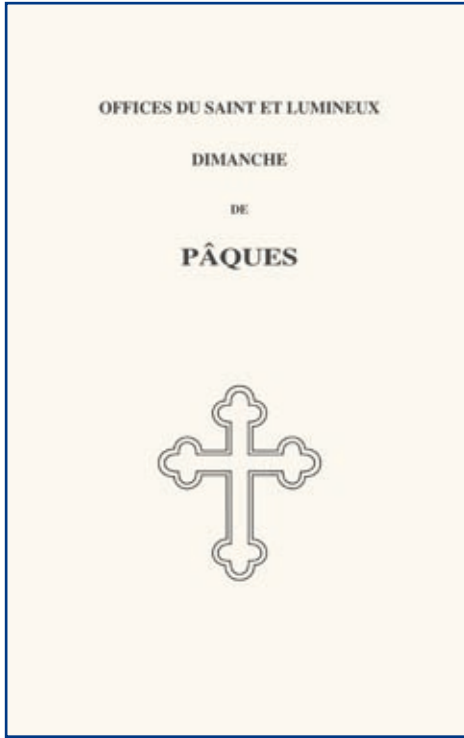 OFFICES DU SAINT ET LUMINEUX
DIMANCHE
DE
PÂQUES